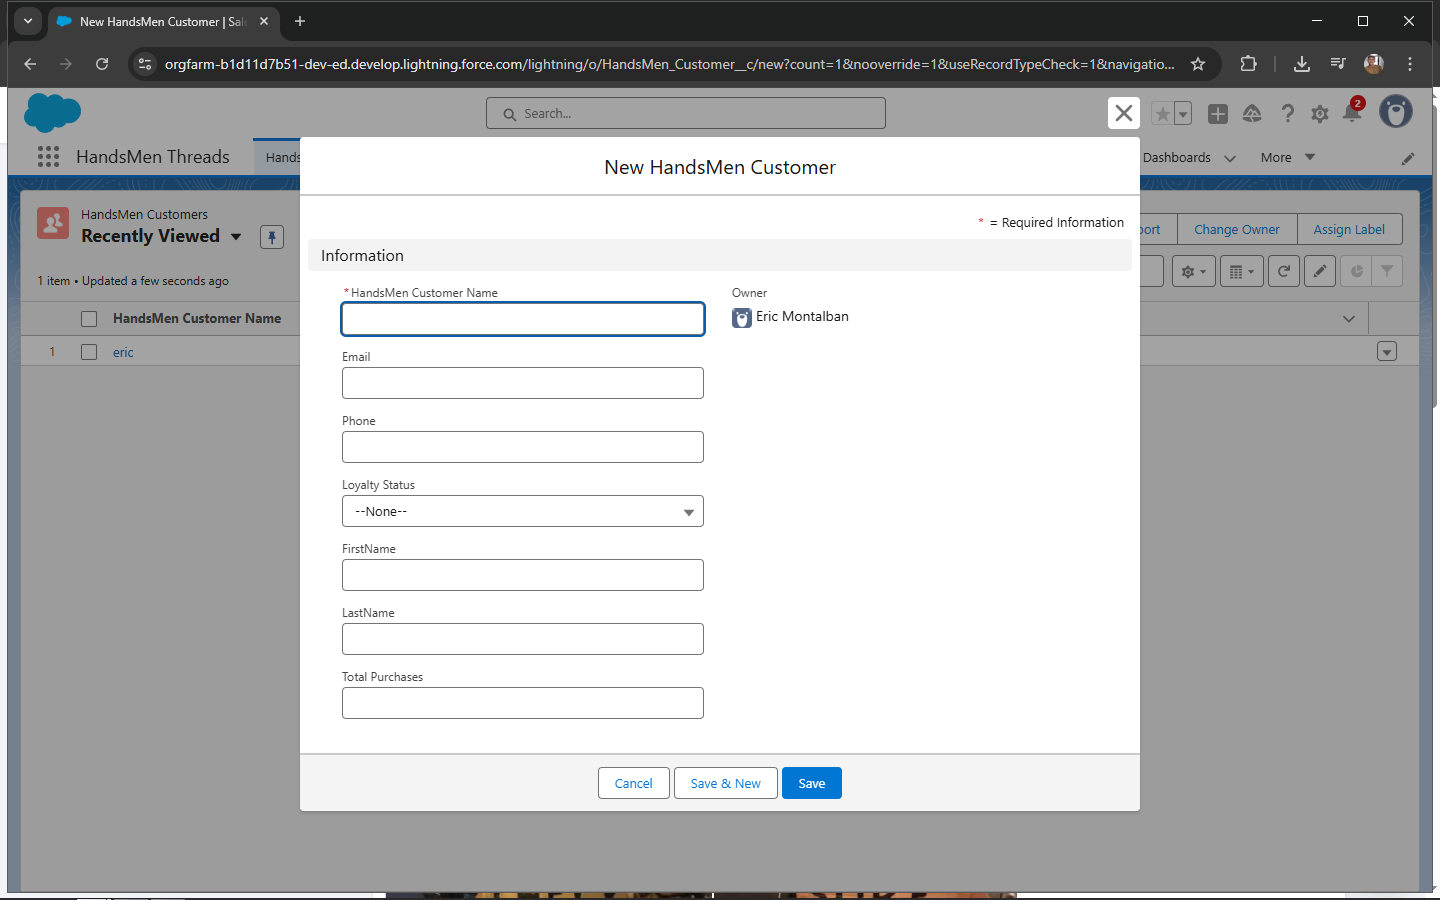 New HandsMen Customer | Sal
orgfarm-b1d11d7b51-dev-ed.develop.lightning.force.com/lightning/o/HandsMen_Customer__c/new?count=1&nooverride=1&useRecordTypeCheck=1&navigatio...
Search...
2
HandsMen Threads
Hands
Dashboards
More
New HandsMen Customer
* = Required Information
HandsMen Customers
Recently Viewed
port
Change Owner
Assign Label
1 item • Updated a few seconds ago
HandsMen Customer Name
1
eric
Information
* HandsMen Customer Name
Owner
Eric Montalban
Email
Phone
Loyalty Status
--None--
FirstName
LastName
Total Purchases
Cancel
Save & New
Save